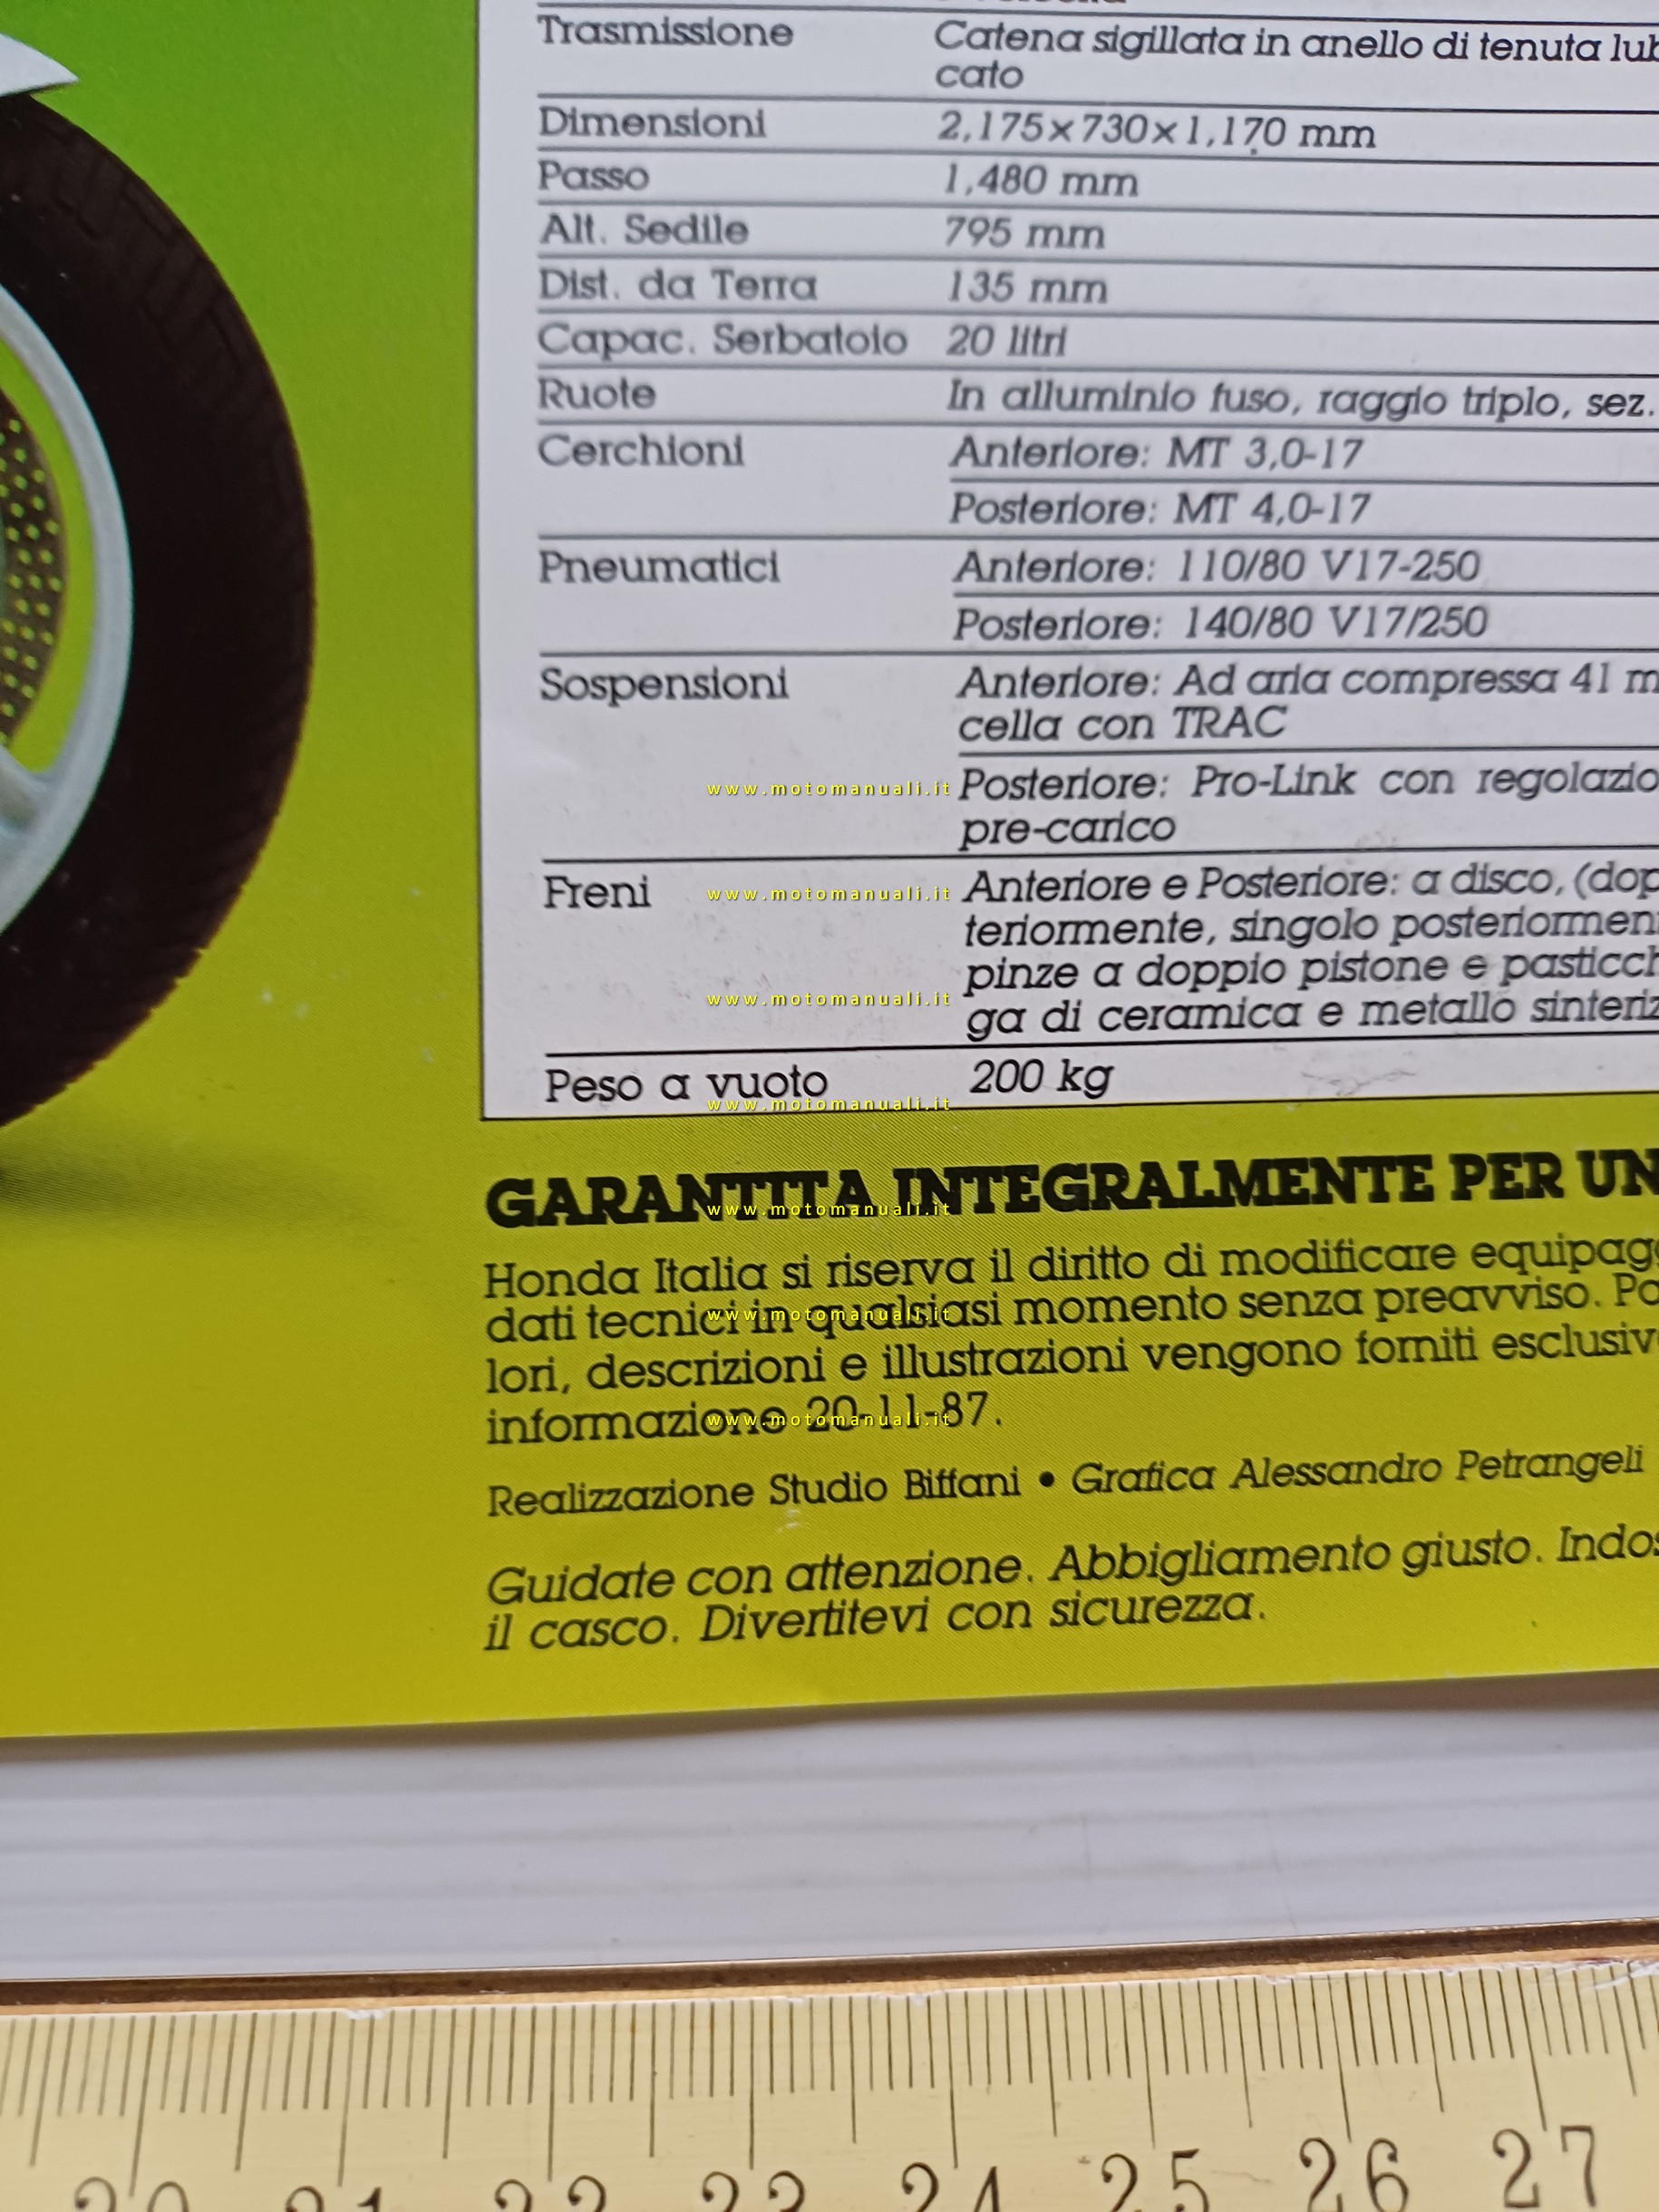 Trasmissione Catena sigillata in anello di tenuta
cato
Dimensioni 2,175x730x1,170 mm
Passo 1,480 mm
Alt. Sedile 795 mm
Dist. da Terra 135 mm
Capac. Serbatoio 20 litri
Ruote In alluminio fuso, raggio triplo, sez.
Cerchioni Anteriore: MT 3,0-17
Posteriore: MT 4,0-17
Pneumatici Anteriore: 110/80 V17-250
Posteriore: 140/80 V17/250
Sospensioni Anteriore: Ad aria compressa 41 m
cella con TRAC
www.motomanuali.it Posteriore: Pro-Link con regolazio
pre-carico
Freni www.motomanuali.it Anteriore e Posteriore: a disco, (dop
teriormente, singolo posteriormen
pinze a doppio pistone e pasticch
www.motomanuali.it
ga di ceramica e metallo sinteriz
Peso a vuoto 200 kg
www.motomanuali.it
GARANTITA INTEGRALMENTE PER UN
www.motomanuali.it
Honda Italia si riserva il diritto di modificare equipag
dati tecnici in qualsiasi momento senza preavviso. Po
www.motomanuali.it
lori, descrizioni e illustrazioni vengono forniti esclusiv
informazione 20-11-87.
www.motomanuali.it
Realizzazione Studio Biffani • Grafica Alessandro Petrangeli
Guidate con attenzione. Abbigliamento giusto. Indos
il casco. Divertitevi con sicurezza.
20 21 22 23 24 25 26 27